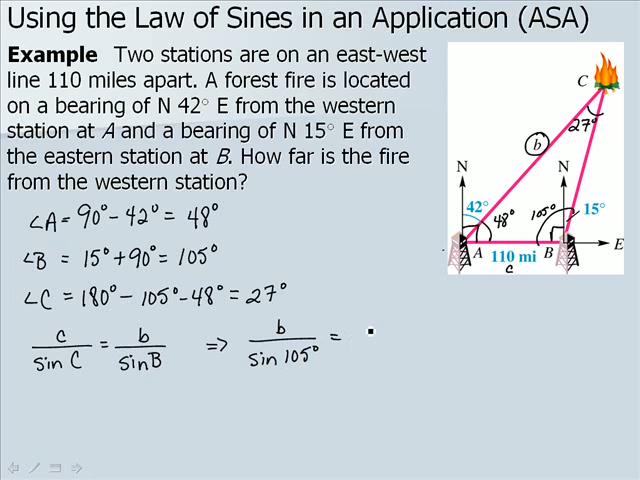 Using the Law of Sines in an Application (ASA)
Example Two stations are on an east-west
line 110 miles apart. A forest fire is located
on a bearing of N 42° E from the western
station at A and a bearing of N 15° E from
the eastern station at B. How far is the fire
from the western station?
∠A = 90° - 42° = 48°
∠B = 15° + 90° = 105°
∠C = 180° - 105° - 48° = 27°
c / sin C = b / sin B => b / sin 105° =
C
27°
b
N N
42° 48° 105° 15°
A 110 mi B E
c